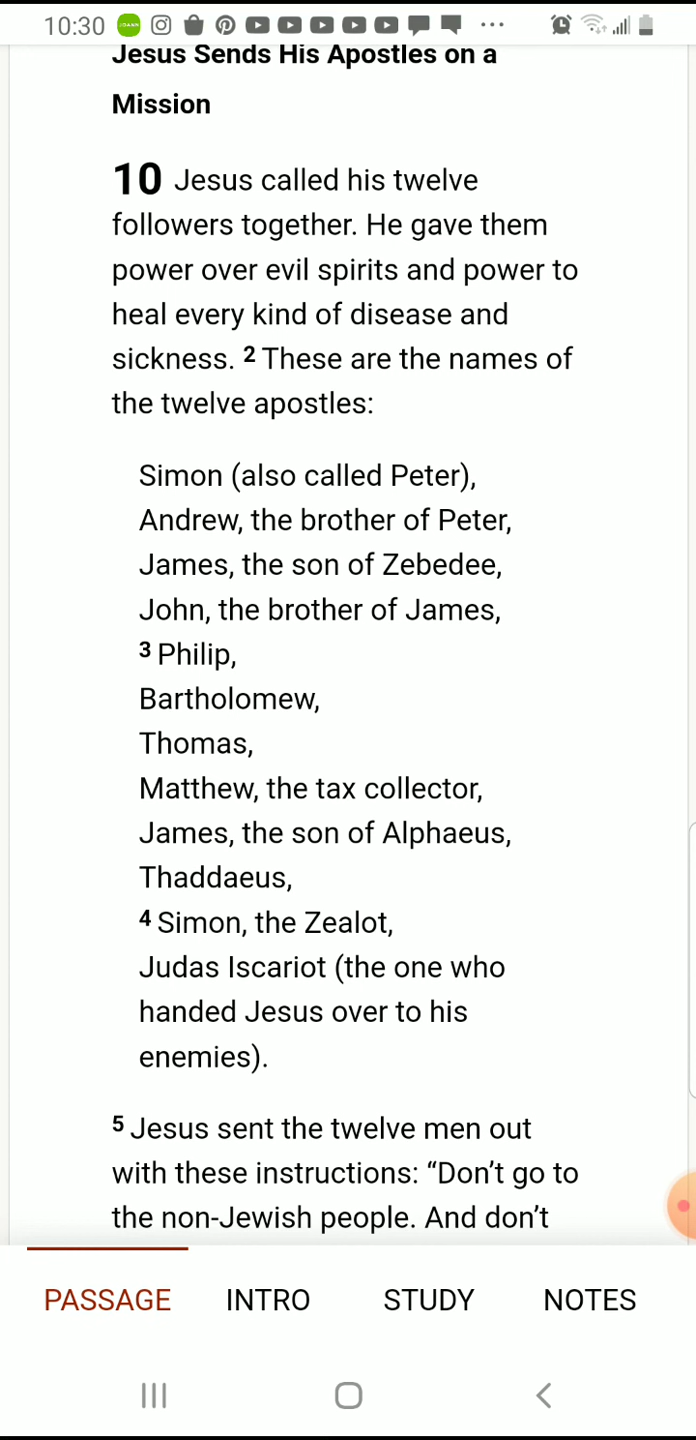 10:30
Jesus Sends His Apostles on a
Mission
10 Jesus called his twelve
followers together. He gave them
power over evil spirits and power to
heal every kind of disease and
sickness. 2 These are the names of
the twelve apostles:
Simon (also called Peter),
Andrew, the brother of Peter,
James, the son of Zebedee,
John, the brother of James,
3 Philip,
Bartholomew,
Thomas,
Matthew, the tax collector,
James, the son of Alphaeus,
Thaddaeus,
4 Simon, the Zealot,
Judas Iscariot (the one who
handed Jesus over to his
enemies).
5 Jesus sent the twelve men out
with these instructions: “Don’t go to
the non-Jewish people. And don’t
PASSAGE INTRO STUDY NOTES